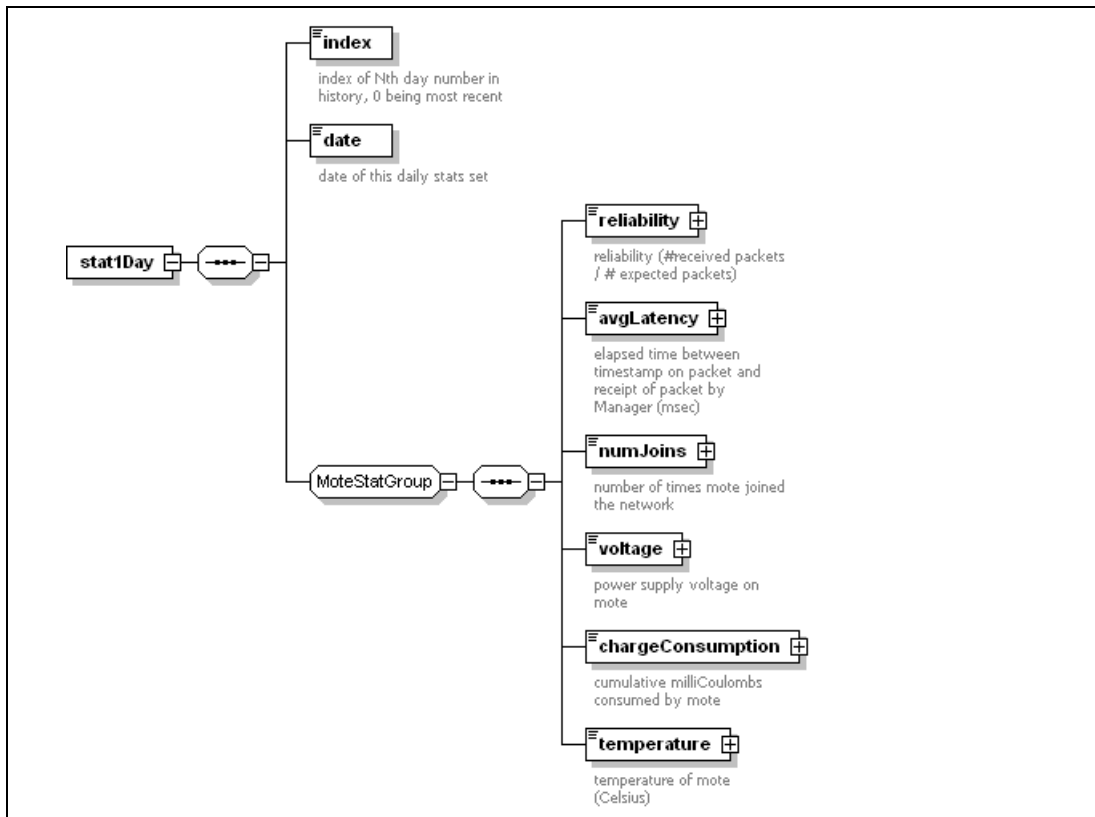 index
index of Nth day number in
history, 0 being most recent
date
date of this daily stats set
stat1Day
MoteStatGroup
reliability
reliability (#received packets
/ # expected packets)
avgLatency
elapsed time between
timestamp on packet and
receipt of packet by
Manager (msec)
numJoins
number of times mote joined
the network
voltage
power supply voltage on
mote
chargeConsumption
cumulative milliCoulombs
consumed by mote
temperature
temperature of mote
(Celsius)